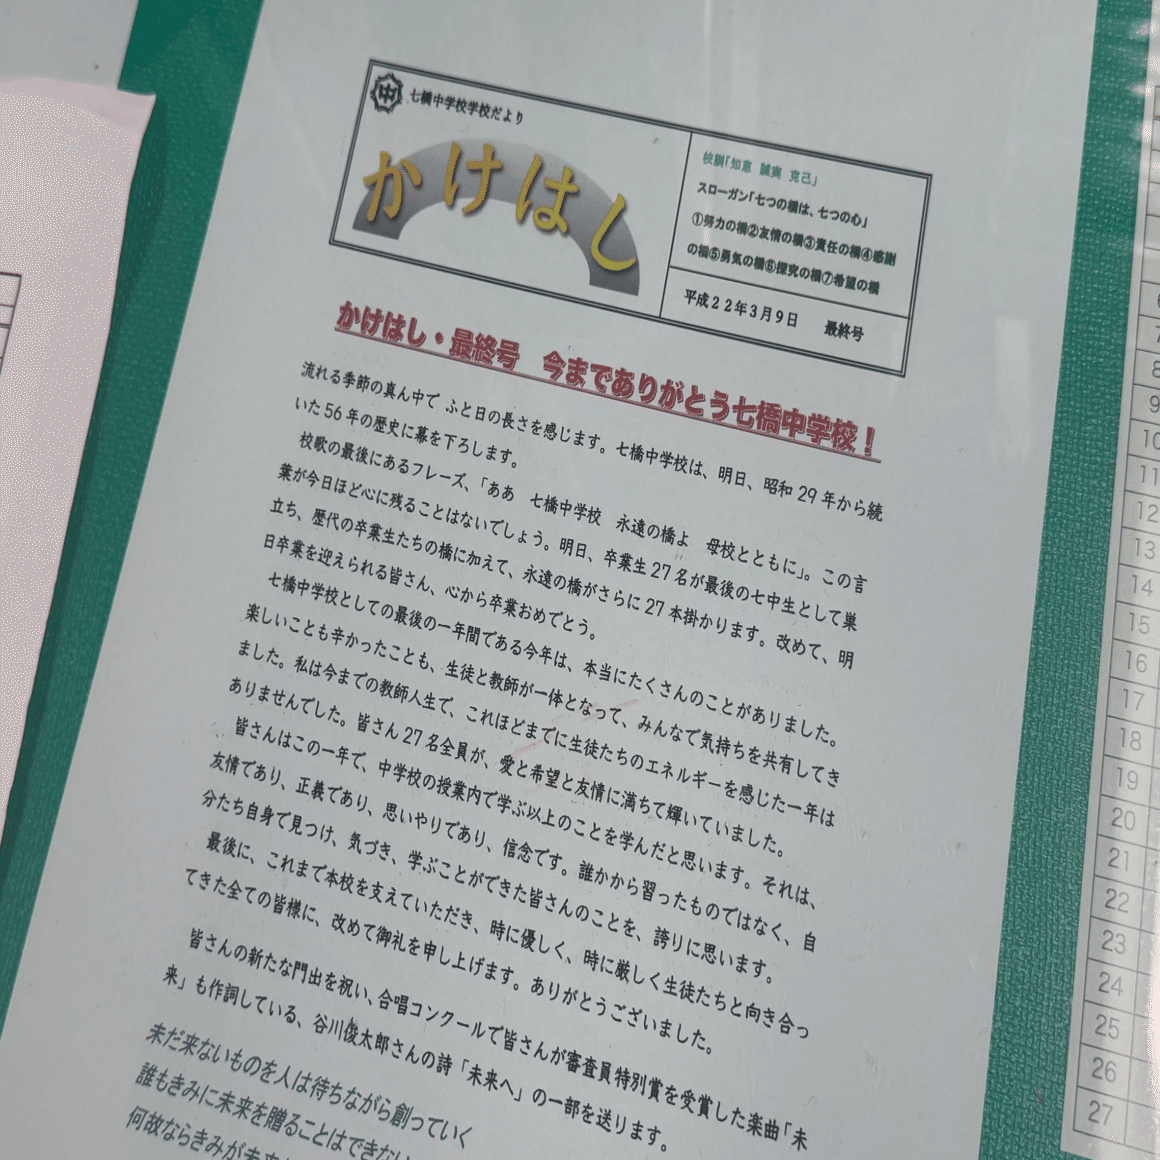 七橋中学校学校だより
かけはし
校訓「知恵 誠実 克己」
スローガン「七つの橋は、七つの心」
①努力の橋②友情の橋③責任の橋④感謝
の橋⑤勇気の橋⑥探究の橋⑦希望の橋
平成22年3月9日 最終号
かけはし・最終号 今までありがとう七橋中学校！
流れる季節の真ん中で ふと日の長さを感じます。七橋中学校は、明日、昭和29年から続
いた56年の歴史に幕を下ろします。
校歌の最後にあるフレーズ、「ああ 七橋中学校 永遠の橋よ 母校とともに」。この言
葉が今日ほど心に残ることはないでしょう。明日、卒業生27名が最後の七中生として巣
立ち、歴代の卒業生たちの橋に加えて、永遠の橋がさらに27本掛かります。改めて、明
日卒業を迎えられる皆さん、心から卒業おめでとう。
七橋中学校としての最後の一年間である今年は、本当にたくさんのことがありました。
楽しいことも辛かったことも、生徒と教師が一体となって、みんなで気持ちを共有してき
ました。私は今までの教師人生で、これほどまでに生徒たちのエネルギーを感じた一年は
ありませんでした。皆さん27名全員が、愛と希望と友情に満ちて輝いていました。
皆さんはこの一年で、中学校の授業内で学ぶ以上のことを学んだと思います。それは、
友情であり、正義であり、思いやりであり、信念です。誰かから習ったものではなく、自
分たち自身で見つけ、気づき、学ぶことができた皆さんのことを、誇りに思います。
最後に、これまで本校を支えていただき、時に優しく、時に厳しく生徒たちと向き合っ
てきた全ての皆様に、改めて御礼を申し上げます。ありがとうございました。
皆さんの新たな門出を祝い、合唱コンクールで皆さんが審査員特別賞を受賞した楽曲「未
来」も作詞している、谷川俊太郎さんの詩「未来へ」の一部を送ります。
未だ来ないものを人は待ちながら創っていく
誰もきみに未来を贈ることはできない
何故ならきみが未来
7
8
9
10
11
12
13
14
15
16
17
18
19
20
21
22
23
24
25
26
27